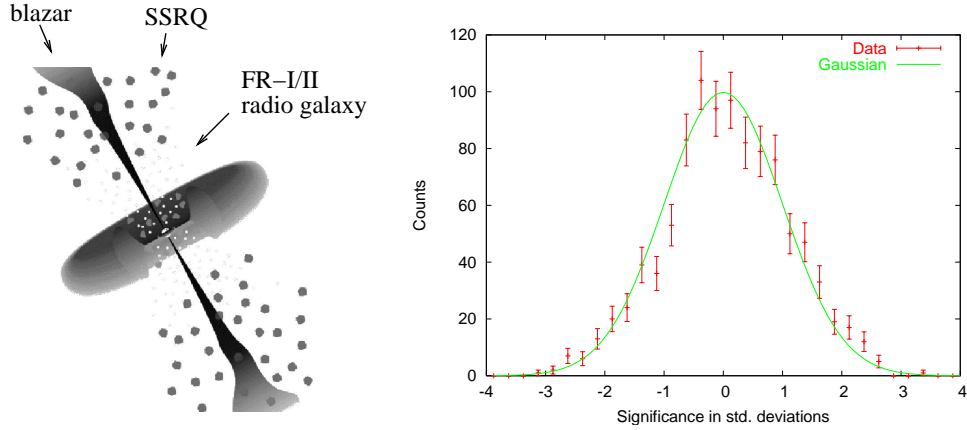 blazar
SSRQ
FR-I/II
radio galaxy
120
100
80
60
40
20
0
Counts
Data
Gaussian
-4 -3 -2 -1 0 1 2 3 4
Significance in std. deviations